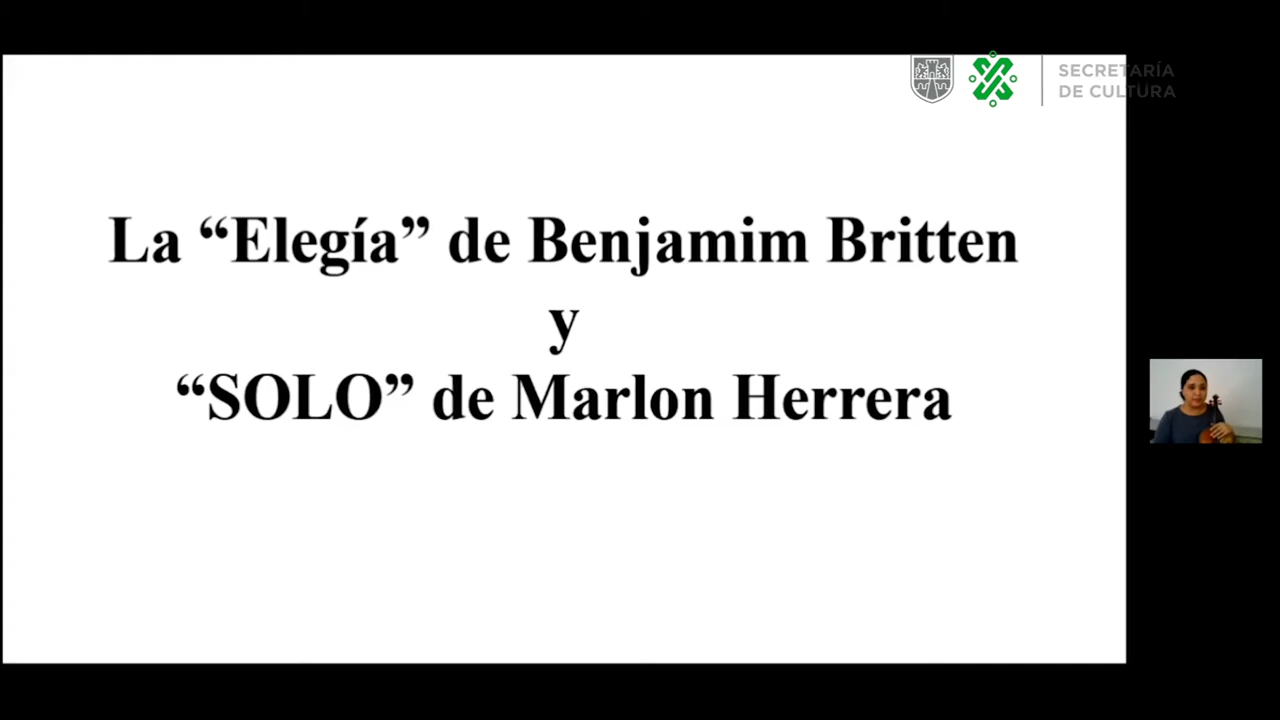 SECRETARÍA
DE CULTURA
La “Elegía” de Benjamim Britten
y
“SOLO” de Marlon Herrera